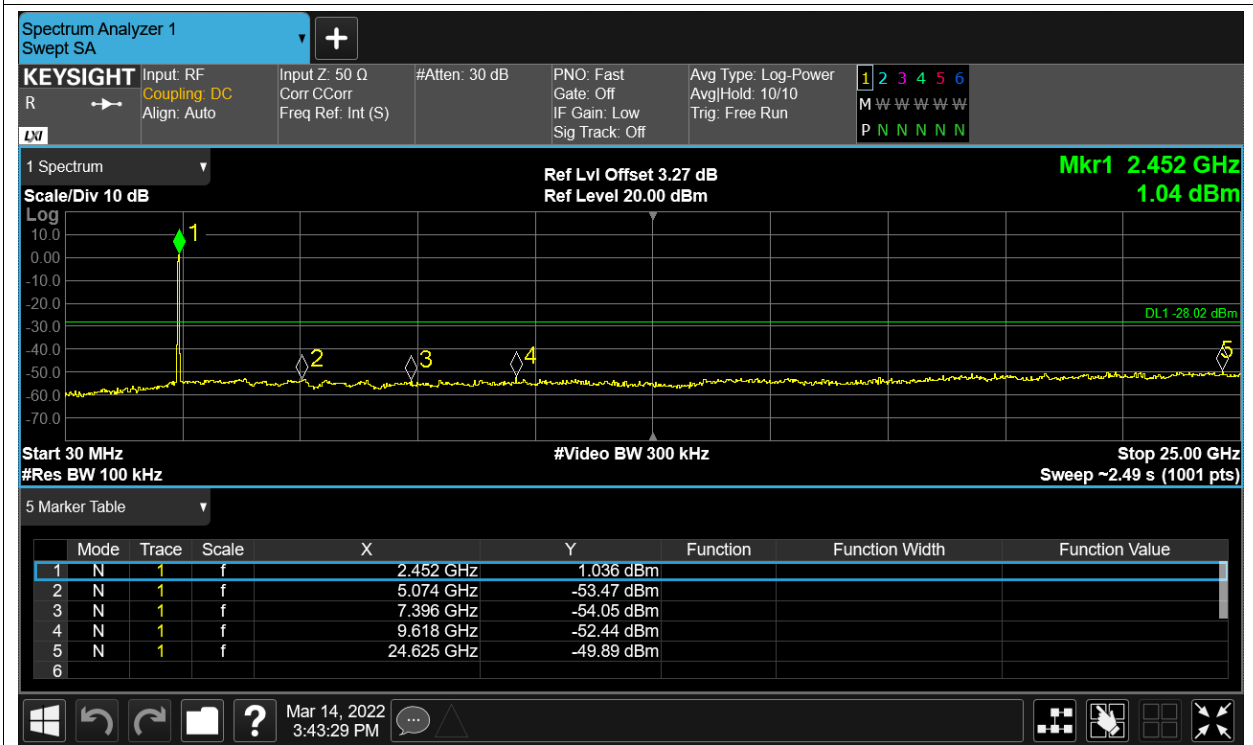 Spectrum Analyzer 1
Swept SA
KEYSIGHT
R
LXI
Input: RF
Coupling: DC
Align: Auto
Input Z: 50 Ω
Corr CCorr
Freq Ref: Int (S)
#Atten: 30 dB
PNO: Fast
Gate: Off
IF Gain: Low
Sig Track: Off
Avg Type: Log-Power
Avg|Hold: 10/10
Trig: Free Run
1 2 3 4 5 6
M W W W W W
P N N N N N
1 Spectrum
Scale/Div 10 dB
Ref Lvl Offset 3.27 dB
Ref Level 20.00 dBm
Mkr1 2.452 GHz
1.04 dBm
Log
10.0
0.00
-10.0
-20.0
-30.0
-40.0
-50.0
-60.0
-70.0
1
2
3
4
5
DL1 -28.02 dBm
Start 30 MHz
#Video BW 300 kHz
Stop 25.00 GHz
#Res BW 100 kHz
Sweep ~2.49 s (1001 pts)
5 Marker Table
Mode Trace Scale X Y Function Function Width Function Value
1 N 1 f 2.452 GHz 1.036 dBm
2 N 1 f 5.074 GHz -53.47 dBm
3 N 1 f 7.396 GHz -54.05 dBm
4 N 1 f 9.618 GHz -52.44 dBm
5 N 1 f 24.625 GHz -49.89 dBm
6
?
Mar 14, 2022
3:43:29 PM